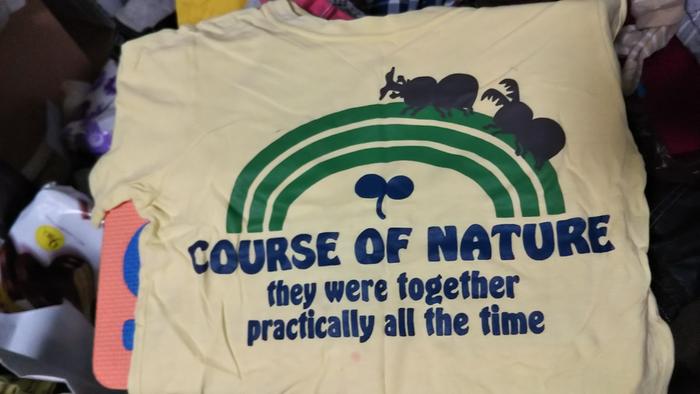 COURSE OF NATURE
they were together
practically all the time